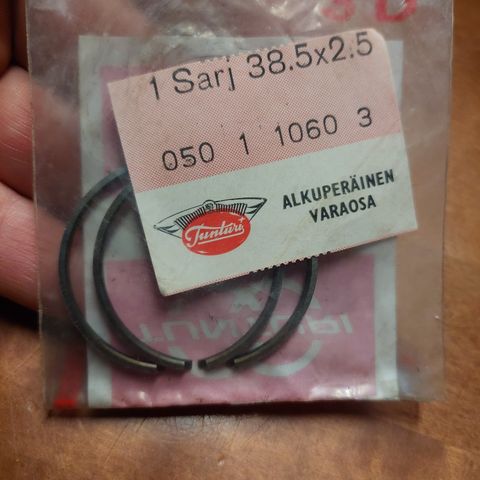 1 Sarj 38.5x2.5
050 1 1060 3
Tunturi
ALKUPERÄINEN
VARAOSA